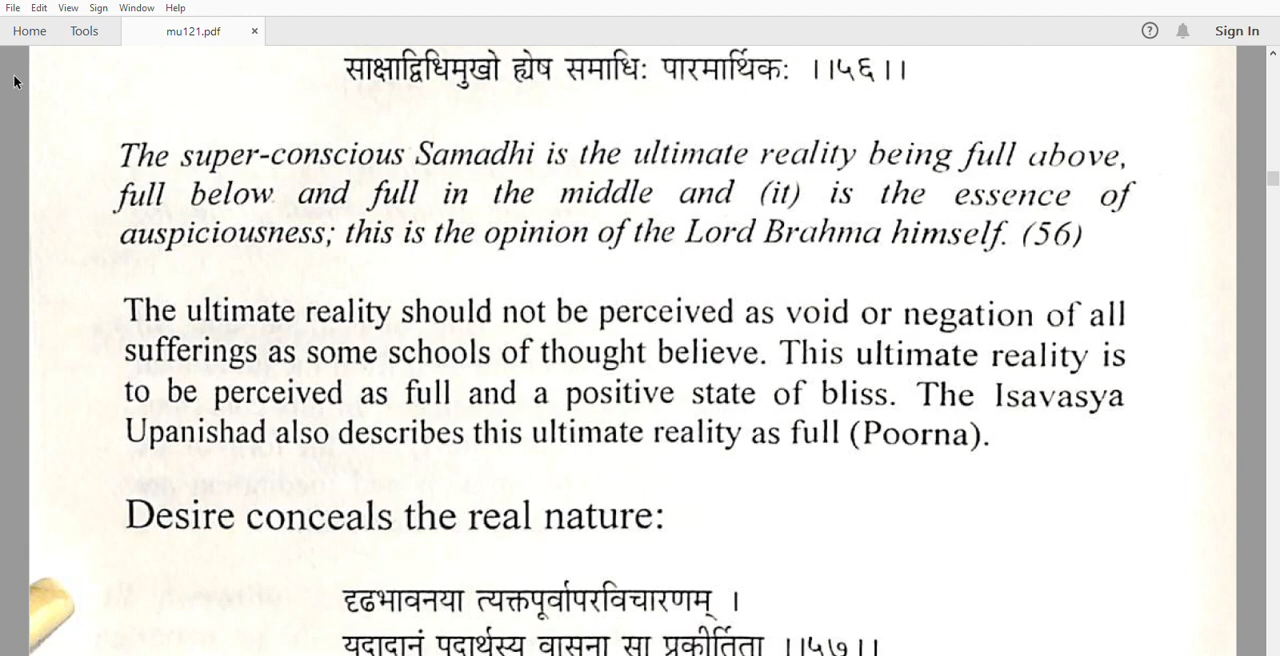 File Edit View Sign Window Help
Home Tools mu121.pdf × ? Sign In
साक्षाद्विधिमुखो ह्येष समाधिः पारमार्थिकः ।।५६।।
The super-conscious Samadhi is the ultimate reality being full above,
full below and full in the middle and (it) is the essence of
auspiciousness; this is the opinion of the Lord Brahma himself. (56)
The ultimate reality should not be perceived as void or negation of all
sufferings as some schools of thought believe. This ultimate reality is
to be perceived as full and a positive state of bliss. The Isavasya
Upanishad also describes this ultimate reality as full (Poorna).
Desire conceals the real nature:
दृढभावनया त्यक्तपूर्वापरविचारणम् ।
यदादानं पदार्थस्य वासना सा प्रकीर्तिता ।।५७।।